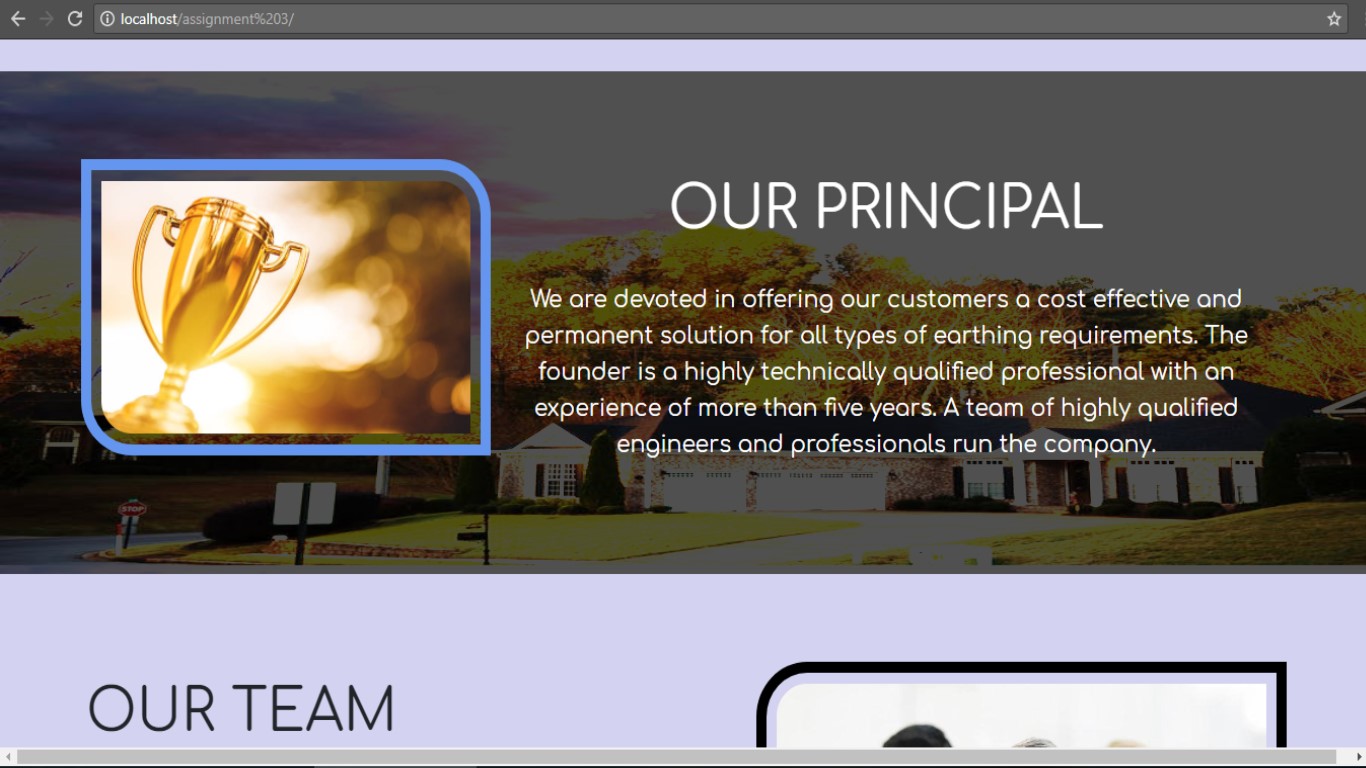 localhost/assignment%203/
OUR PRINCIPAL
We are devoted in offering our customers a cost effective and
permanent solution for all types of earthing requirements. The
founder is a highly technically qualified professional with an
experience of more than five years. A team of highly qualified
engineers and professionals run the company.
STOP
OUR TEAM